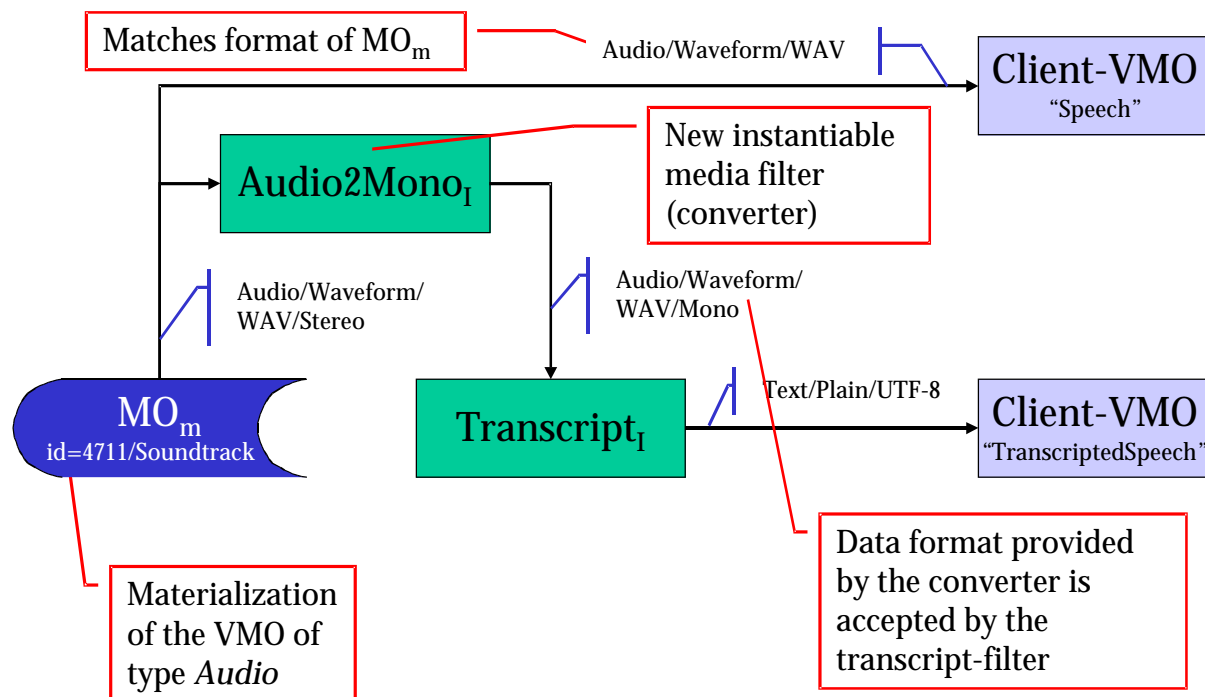 Matches format of MOm
Audio/Waveform/WAV
Client-VMO
“Speech”
Audio2MonoI
New instantiable
media filter
(converter)
Audio/Waveform/
WAV/Stereo
Audio/Waveform/
WAV/Mono
MOm
id=4711/Soundtrack
TranscriptI
Text/Plain/UTF-8
Client-VMO
“TranscriptedSpeech”
Materialization
of the VMO of
type Audio
Data format provided
by the converter is
accepted by the
transcript-filter